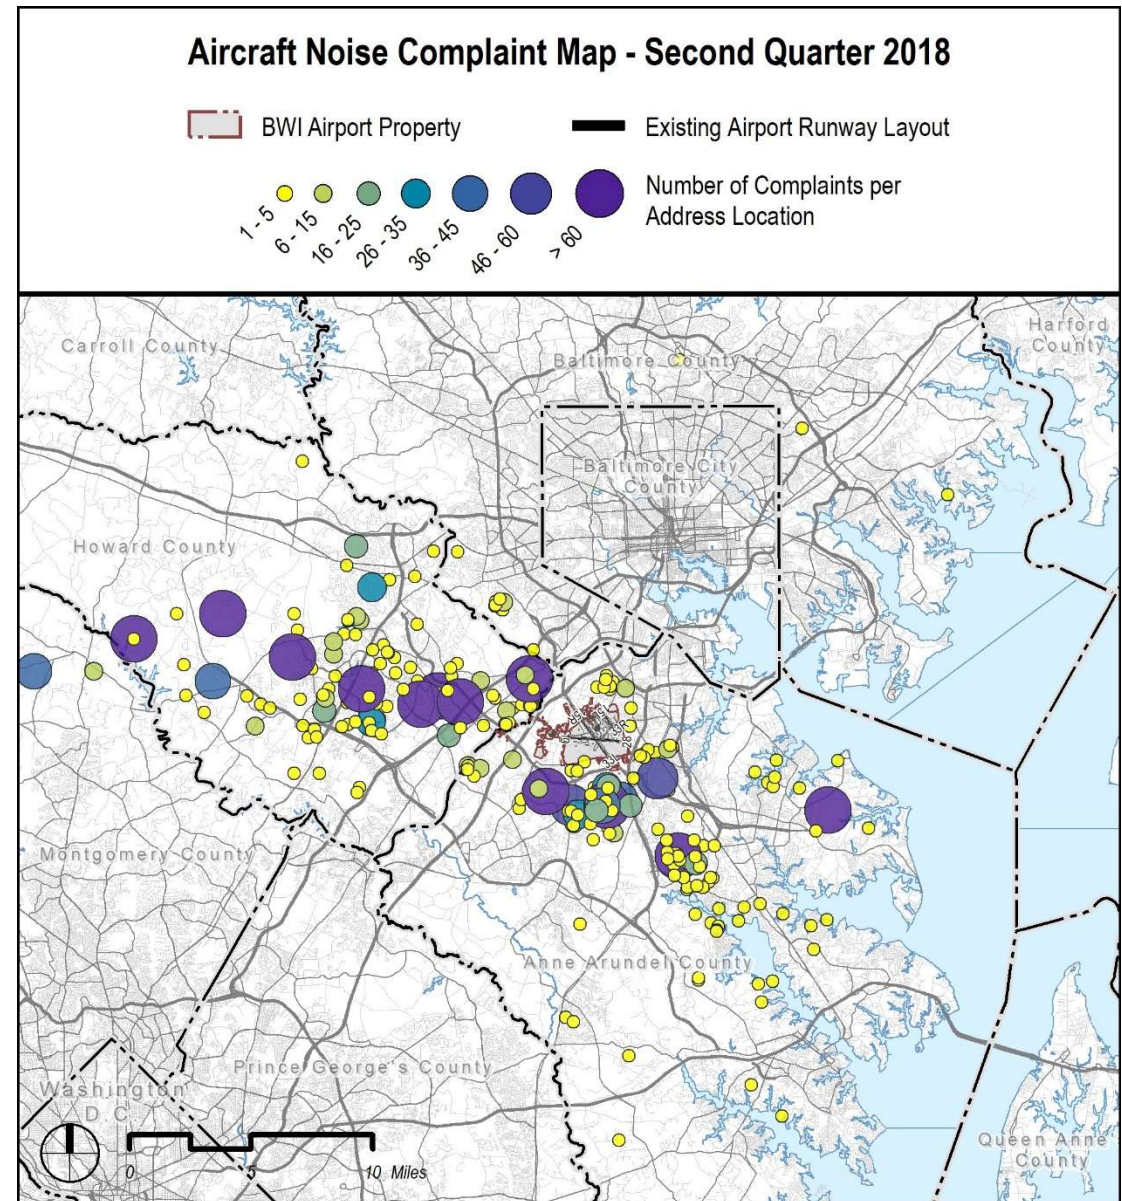 Aircraft Noise Complaint Map - Second Quarter 2018
BWI Airport Property
Existing Airport Runway Layout
1 - 5
6 - 15
16 - 25
26 - 35
36 - 45
46 - 60
> 60
Number of Complaints per
Address Location
Carroll County
Baltimore County
Harford
County
Baltimore City
County
Howard County
28
Montgomery County
Anne Arundel County
Prince George's County
Washington
D C
Queen Anne
County
0
5
10 Miles